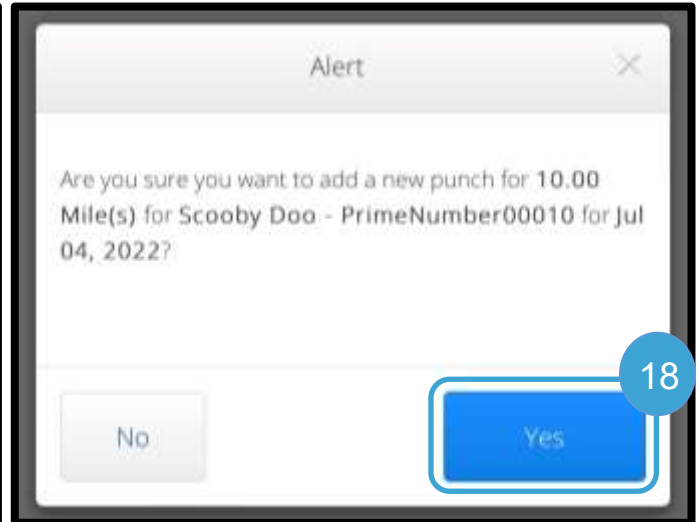 Alert
Are you sure you want to add a new punch for 10.00
Mile(s) for Scooby Doo - PrimeNumber00010 for Jul
04, 2022?
18
No
Yes